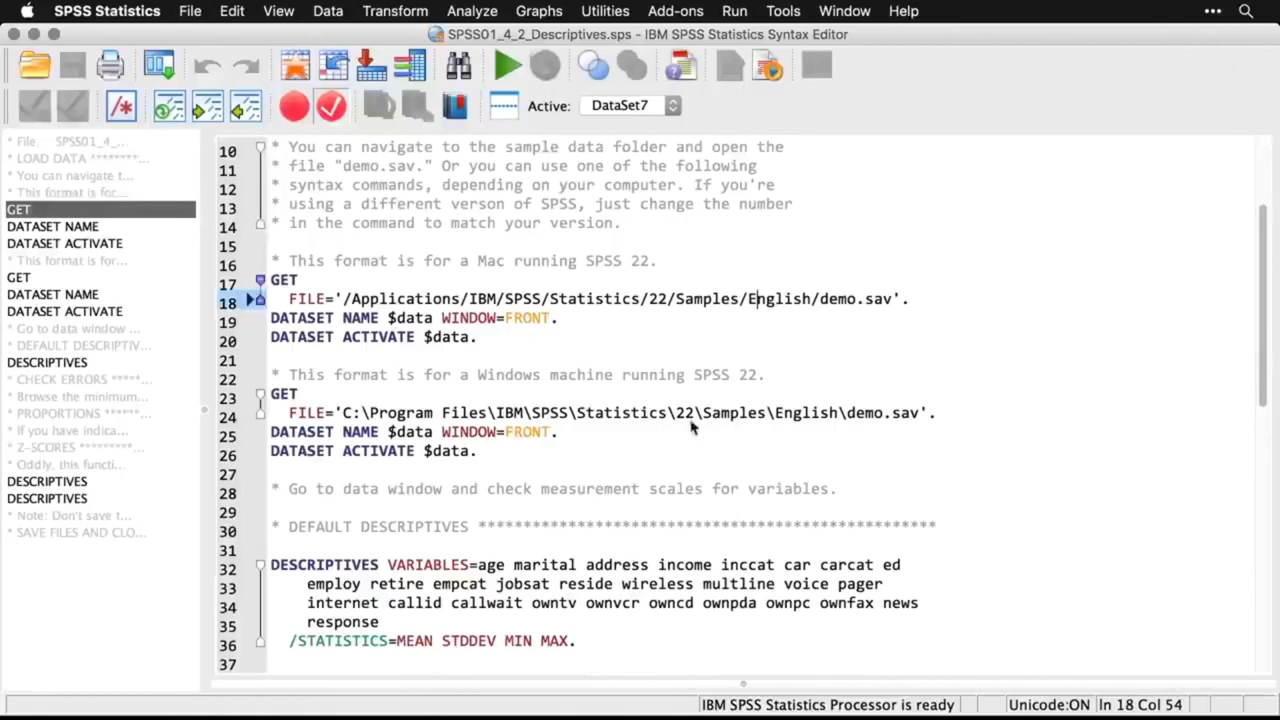 SPSS Statistics File Edit View Data Transform Analyze Graphs Utilities Add-ons Run Tools Window Help
SPSS01_4_2_Descriptives.sps - IBM SPSS Statistics Syntax Editor
Active: DataSet7
* File. SPSS01_4_...
* LOAD DATA ********...
* You can navigate t...
* This format is for...
GET
DATASET NAME
DATASET ACTIVATE
* This format is for...
GET
DATASET NAME
DATASET ACTIVATE
* Go to data window ...
* DEFAULT DESCRIPTIV...
DESCRIPTIVES
* CHECK ERRORS *****...
* Browse the minimum...
* PROPORTIONS ******...
* If you have indica...
* Z-SCORES *********...
* Oddly, this functi...
DESCRIPTIVES
DESCRIPTIVES
* Note: Don't save t...
* SAVE FILES AND CLO...
10 * You can navigate to the sample data folder and open the
11 * file "demo.sav." Or you can use one of the following
12 * syntax commands, depending on your computer. If you're
13 * using a different verson of SPSS, just change the number
14 * in the command to match your version.
15
16 * This format is for a Mac running SPSS 22.
17 GET
18 FILE='/Applications/IBM/SPSS/Statistics/22/Samples/English/demo.sav'.
19 DATASET NAME $data WINDOW=FRONT.
20 DATASET ACTIVATE $data.
21
22 * This format is for a Windows machine running SPSS 22.
23 GET
24 FILE='C:\Program Files\IBM\SPSS\Statistics\22\Samples\English\demo.sav'.
25 DATASET NAME $data WINDOW=FRONT.
26 DATASET ACTIVATE $data.
27
28 * Go to data window and check measurement scales for variables.
29
30 * DEFAULT DESCRIPTIVES ***************************************************
31
32 DESCRIPTIVES VARIABLES=age marital address income inccat car carcat ed
33 employ retire empcat jobsat reside wireless multline voice pager
34 internet callid callwait owntv ownvcr owncd ownpda ownpc ownfax news
35 response
36 /STATISTICS=MEAN STDDEV MIN MAX.
37
IBM SPSS Statistics Processor is ready Unicode:ON In 18 Col 54